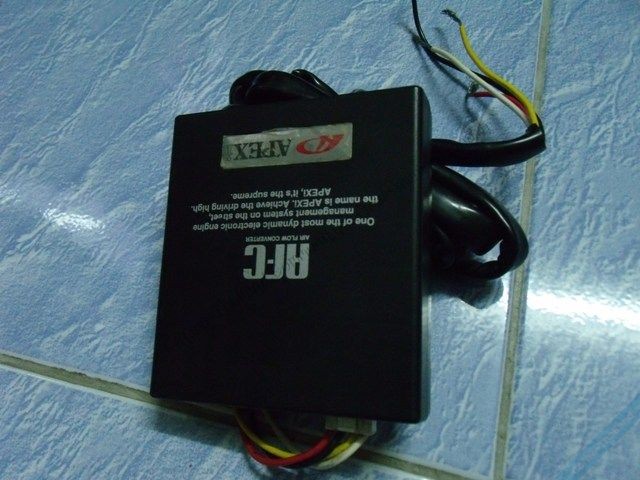 AFC
AIR FLOW CONVERTER
One of the most dynamic electronic engine
management system on the street,
the name is APEXi. Achieve the driving high.
APEXi, it's the supreme.
APEX